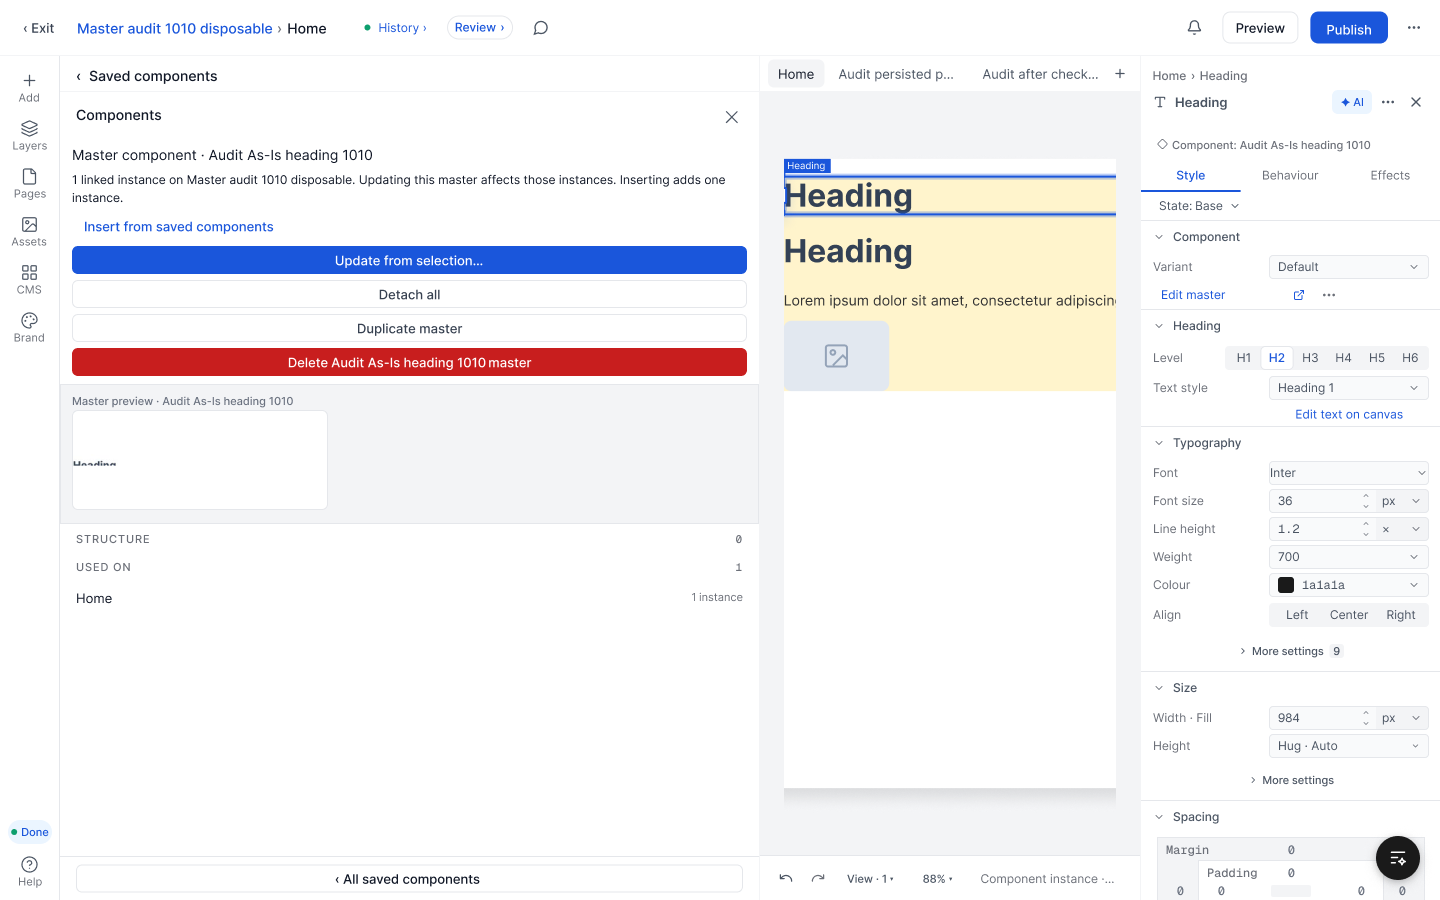 ‹ Exit
Master audit 1010 disposable › Home
History ›
Review ›
Preview
Publish
Add
Layers
Pages
Assets
CMS
Brand
Done
Help
‹ Saved components
Components
Master component · Audit As-Is heading 1010
1 linked instance on Master audit 1010 disposable. Updating this master affects those instances. Inserting adds one
instance.
Insert from saved components
Update from selection...
Detach all
Duplicate master
Delete Audit As-Is heading 1010 master
Master preview · Audit As-Is heading 1010
Heading
STRUCTURE 0
USED ON 1
Home 1 instance
‹ All saved components
Home
Audit persisted p...
Audit after check...
Heading
Heading
Heading
Lorem ipsum dolor sit amet, consectetur adipiscin
View · 1
88%
Component instance ·...
Home › Heading
Heading
AI
Component: Audit As-Is heading 1010
Style Behaviour Effects
State: Base
Component
Variant Default
Edit master
Heading
Level H1 H2 H3 H4 H5 H6
Text style Heading 1
Edit text on canvas
Typography
Font Inter
Font size 36 px
Line height 1.2 ×
Weight 700
Colour 1a1a1a
Align Left Center Right
More settings 9
Size
Width · Fill 984 px
Height Hug · Auto
More settings
Spacing
Margin 0
Padding 0
0 0 0 0